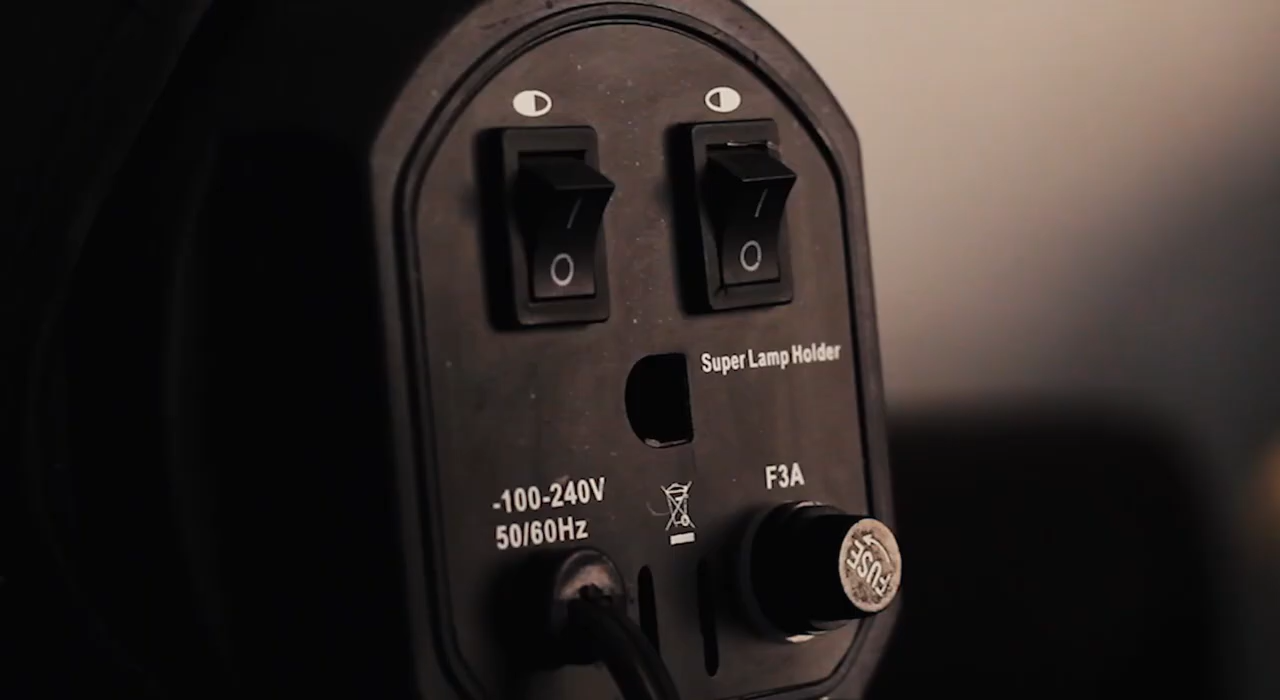 I I
O O
Super Lamp Holder
F3A
-100-240V
50/60Hz
FUSE